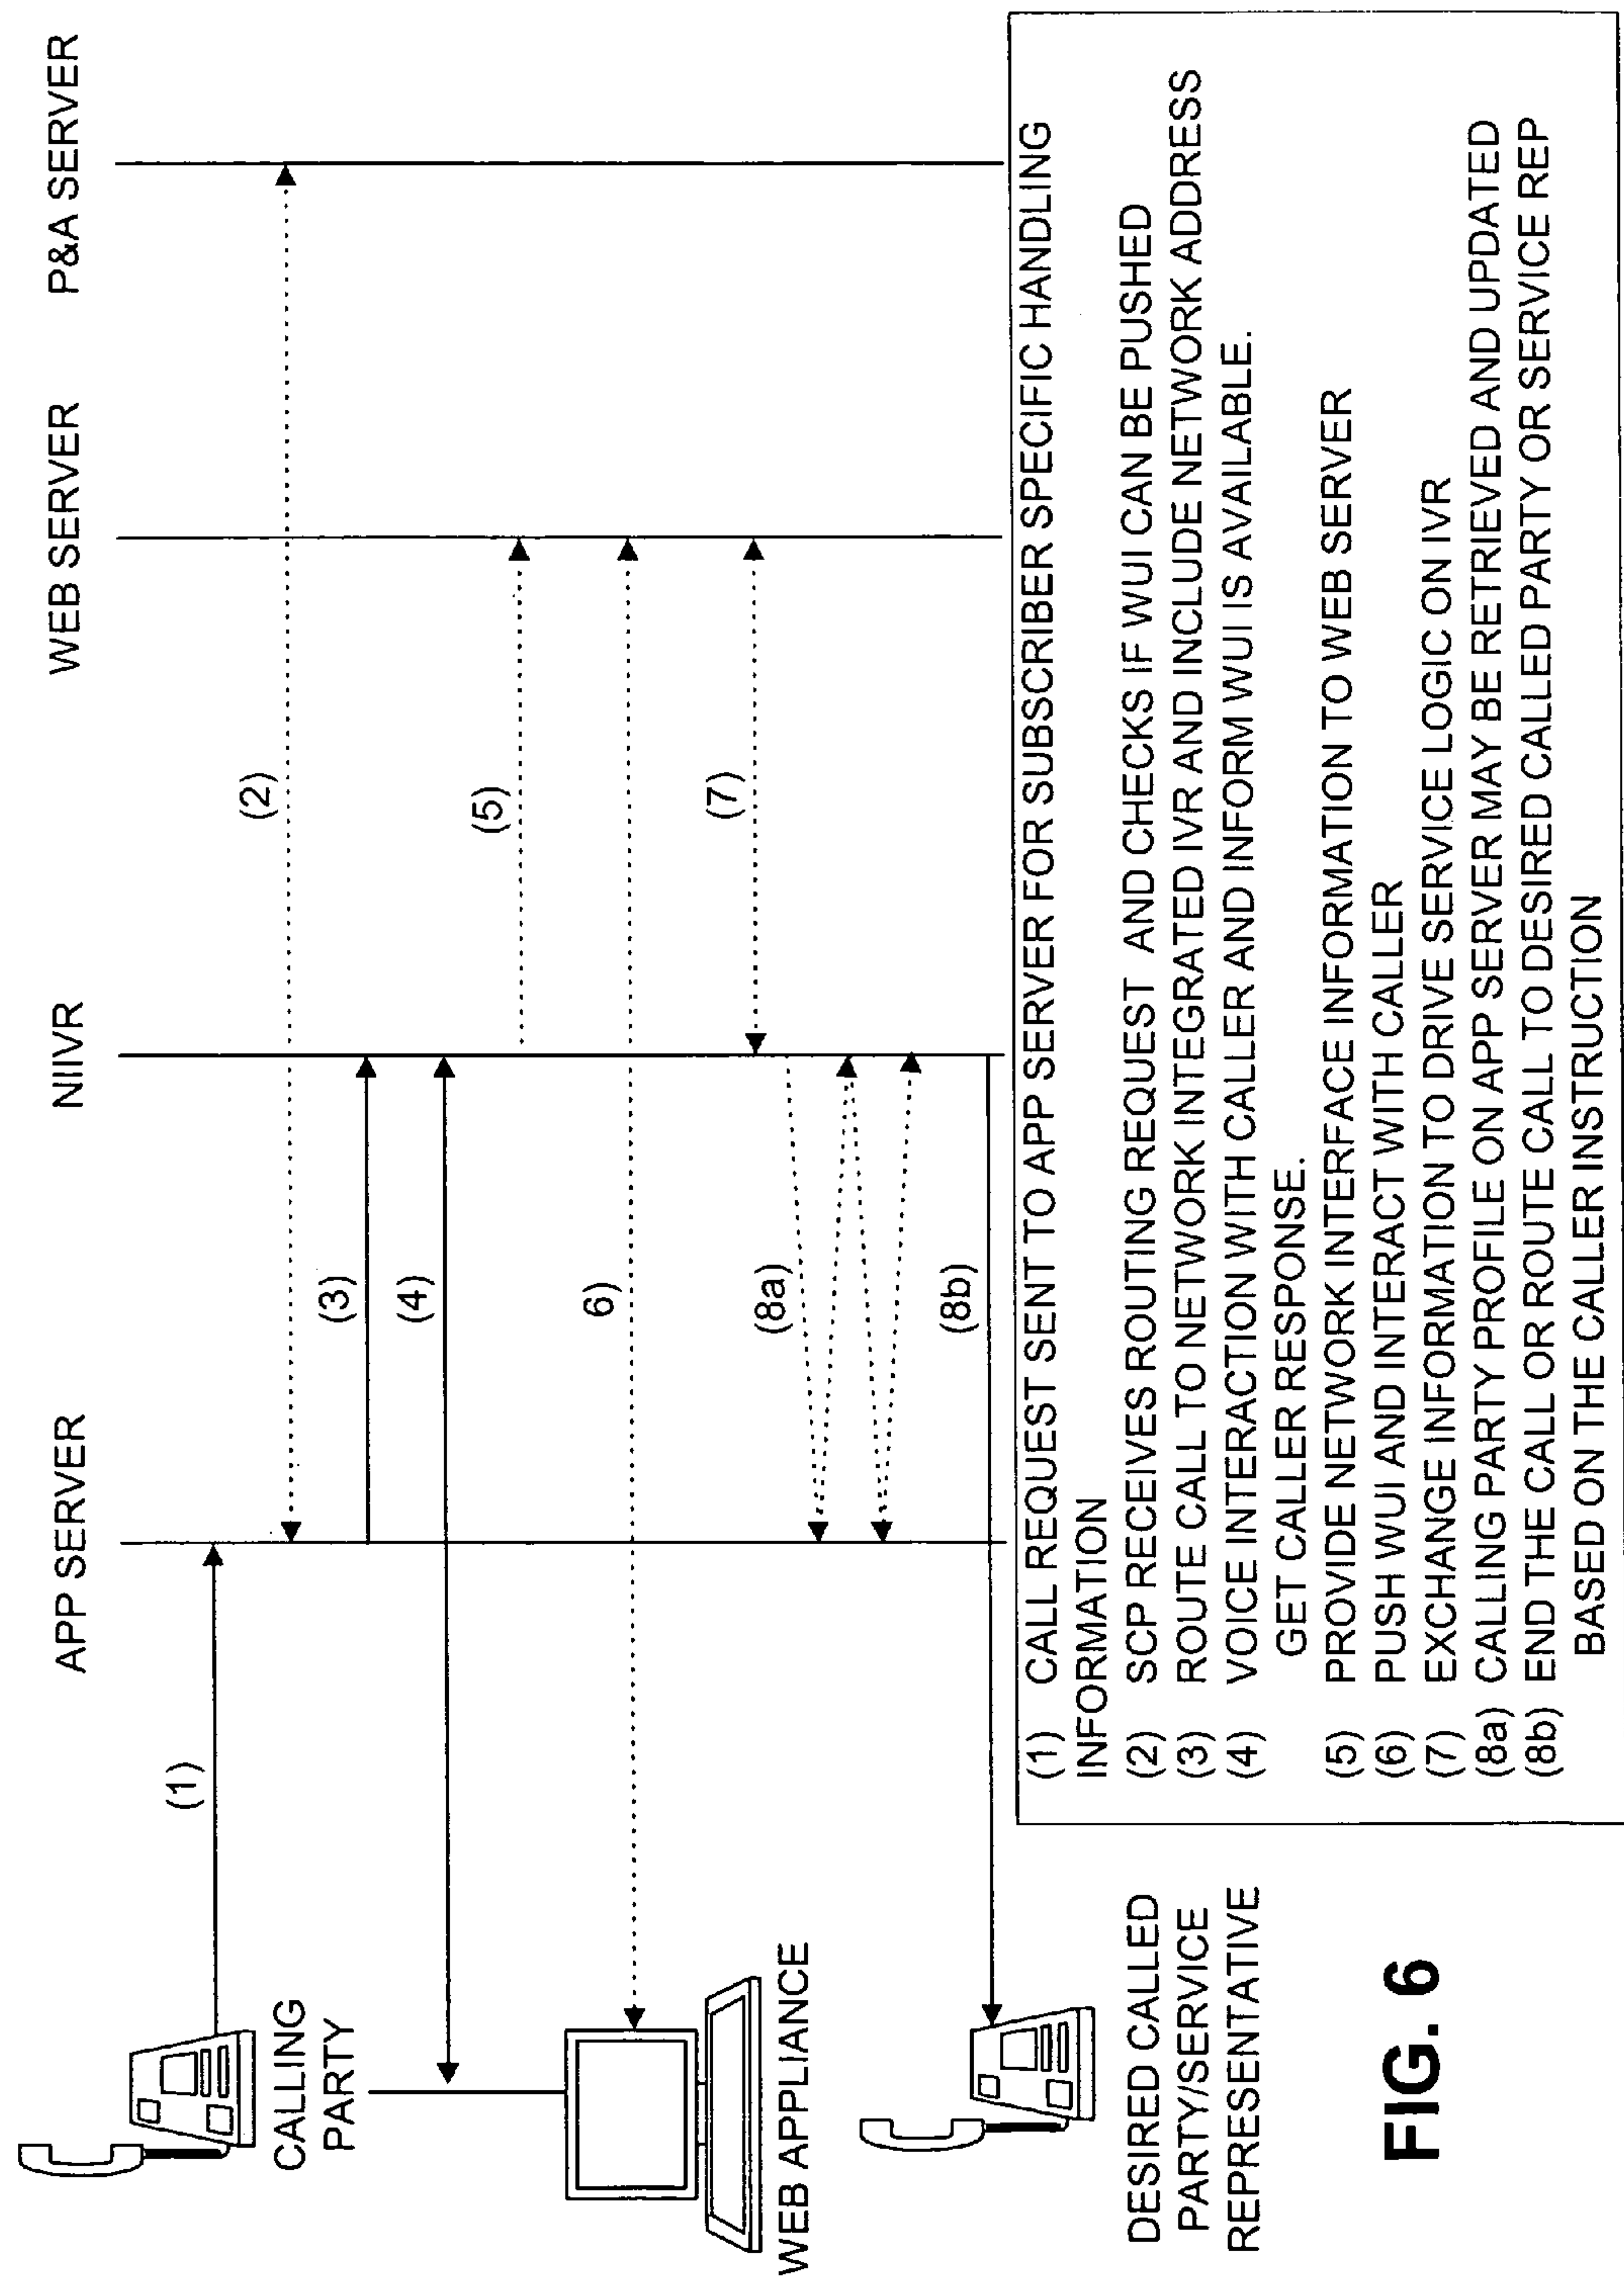 APP SERVER
NIIVR
WEB SERVER
P&A SERVER
(1)
(2)
(3)
(4)
(5)
6)
(7)
(8a)
(8b)
CALLING
PARTY
WEB APPLIANCE
DESIRED CALLED
PARTY/SERVICE
REPRESENTATIVE
(1) CALL REQUEST SENT TO APP SERVER FOR SUBSCRIBER SPECIFIC HANDLING
INFORMATION
(2) SCP RECEIVES ROUTING REQUEST AND CHECKS IF WUI CAN BE PUSHED
(3) ROUTE CALL TO NETWORK INTEGRATED IVR AND INCLUDE NETWORK ADDRESS
(4) VOICE INTERACTION WITH CALLER AND INFORM WUI IS AVAILABLE.
GET CALLER RESPONSE.
(5) PROVIDE NETWORK INTERFACE INFORMATION TO WEB SERVER
(6) PUSH WUI AND INTERACT WITH CALLER
(7) EXCHANGE INFORMATION TO DRIVE SERVICE LOGIC ON IVR
(8a) CALLING PARTY PROFILE ON APP SERVER MAY BE RETRIEVED AND UPDATED
(8b) END THE CALL OR ROUTE CALL TO DESIRED CALLED PARTY OR SERVICE REP
BASED ON THE CALLER INSTRUCTION
FIG. 6